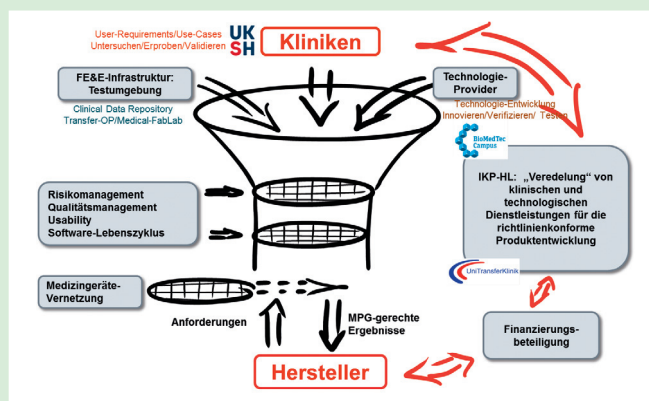 User-Requirements/Use-Cases
Untersuchen/Erproben/Validieren
UK
SH
Kliniken
FE&E-Infrastruktur:
Testumgebung
Clinical Data Repository
Transfer-OP/Medical-FabLab
Technologie-
Provider
Technologie-Entwicklung
Innovieren/Verifizieren/ Testen
BioMedTec
Campus
IKP-HL: „Veredelung“ von
klinischen und
technologischen
Dienstleistungen für die
richtlinienkonforme
Produktentwicklung
UniTransferKlinik
Risikomanagement
Qualitätsmanagement
Usability
Software-Lebenszyklus
Medizingeräte-
Vernetzung
Anforderungen
MPG-gerechte
Ergebnisse
Finanzierungs-
beteiligung
Hersteller